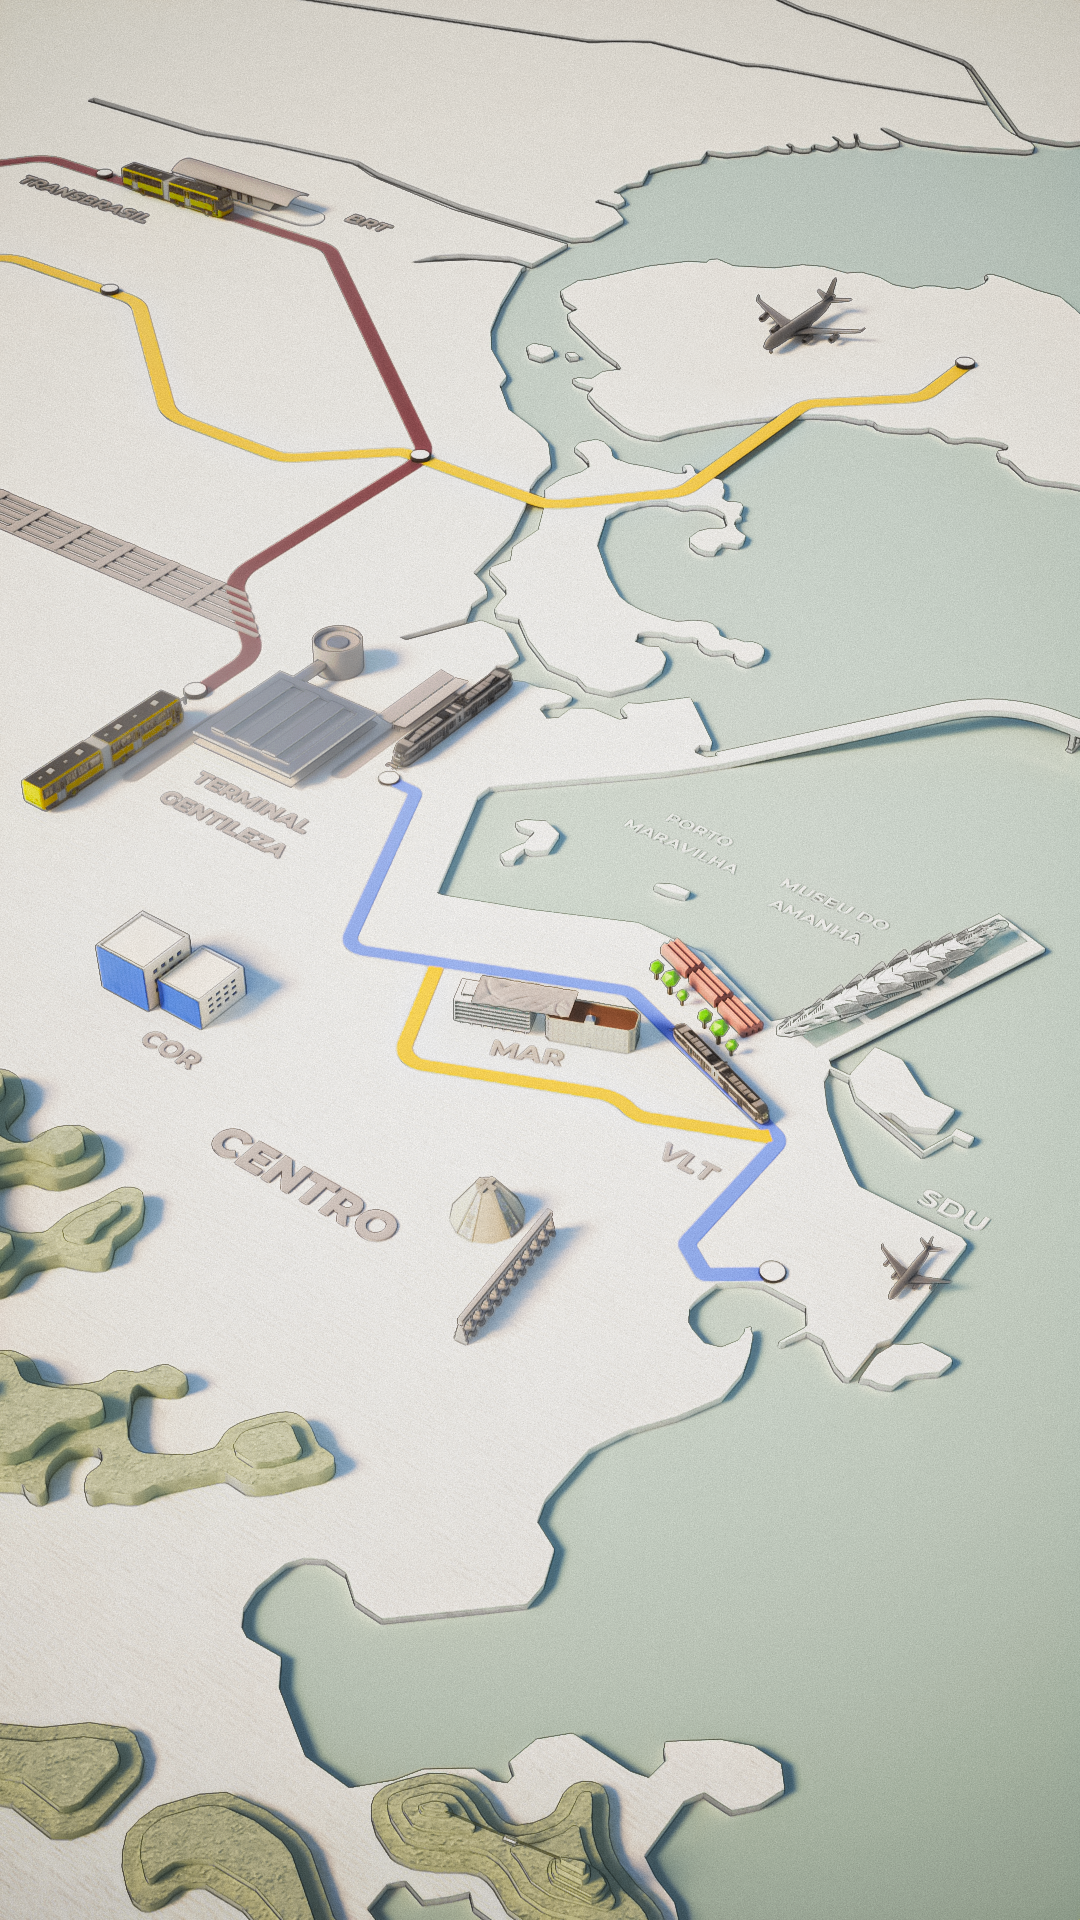 TRANSBRASIL
BRT
TERMINAL
GENTILEZA
PORTO
MARAVILHA
MUSEU DO
AMANHÃ
COR
MAR
CENTRO
VLT
SDU